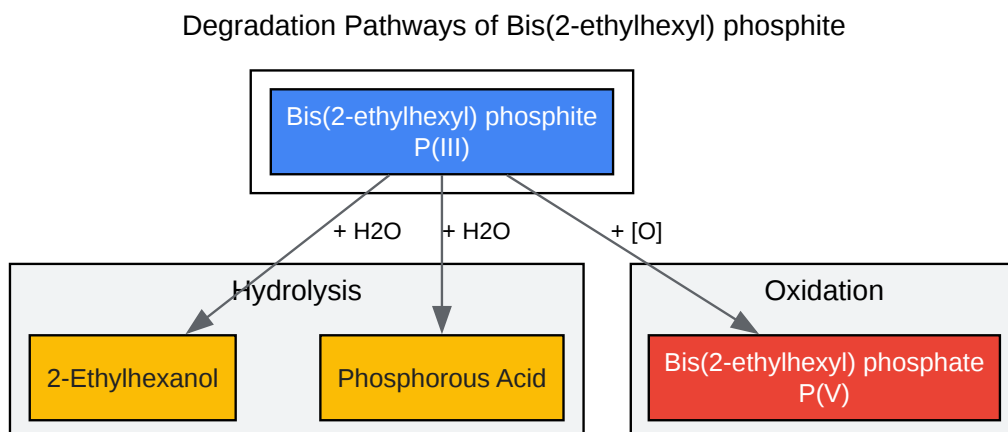 Degradation Pathways of Bis(2-ethylhexyl) phosphite
Bis(2-ethylhexyl) phosphite
P(III)
+ H2O
+ H2O
+ [O]
Hydrolysis
Oxidation
2-Ethylhexanol
Phosphorous Acid
Bis(2-ethylhexyl) phosphate
P(V)